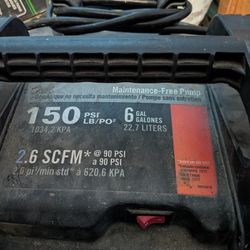 Maintenance-Free Pump
que no necesita mantenimiento / Pompe sans entretien
150 PSI
LB/PO²
1034,2 KPA
6 GAL
GALONES
22,7 LITERS
2.6 SCFM* @ 90 PSI
a 90 PSI
2,6 pi³/min std* à 620,6 KPA